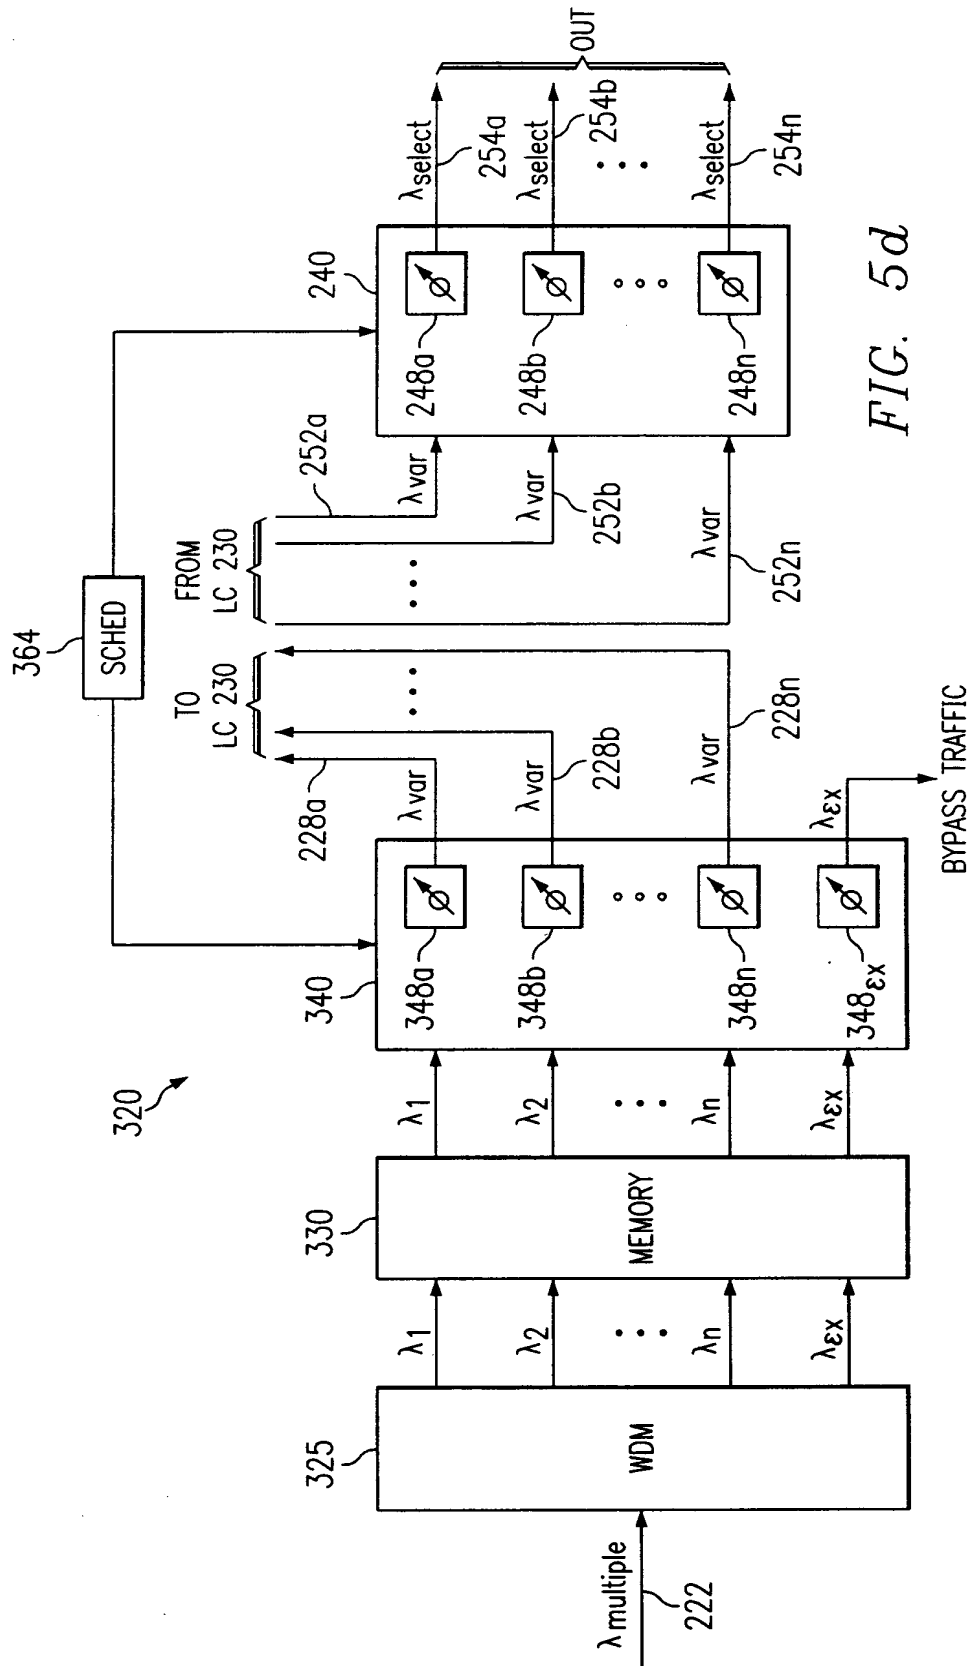 364
SCHED
320
TO
LC 230
FROM
LC 230
228a
252a
325
330
340
240
λ1
λ1
λvar
λvar
λselect
348a
248a
254a
λ2
λ2
λvar
λvar
λselect
348b
228b
248b
252b
254b
OUT
λmultiple
222
WDM
MEMORY
λn
λn
λvar
λvar
λselect
348n
228n
248n
252n
254n
λεx
λεx
λεx
348εx
BYPASS TRAFFIC
FIG. 5d